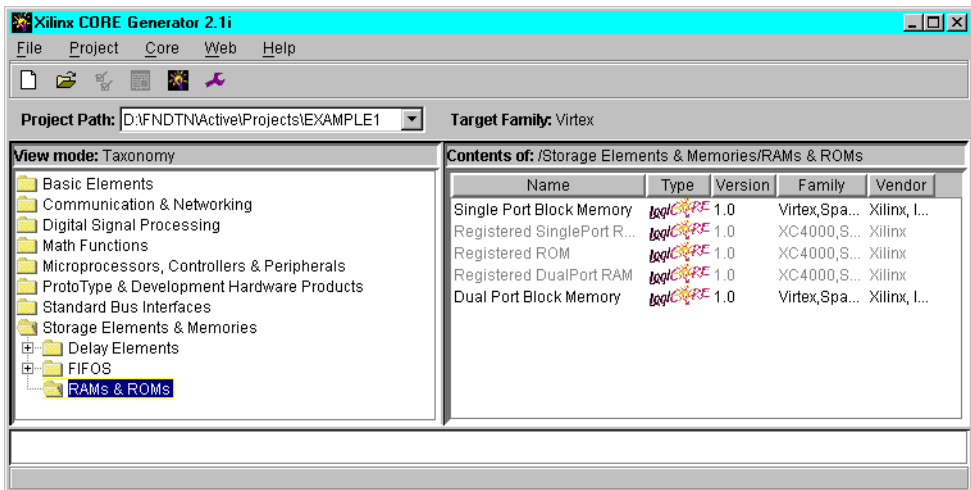 Xilinx CORE Generator 2.1i
File Project Core Web Help
Project Path: D:\FNDTN\Active\Projects\EXAMPLE1 Target Family: Virtex
View mode: Taxonomy
Basic Elements
Communication & Networking
Digital Signal Processing
Math Functions
Microprocessors, Controllers & Peripherals
ProtoType & Development Hardware Products
Standard Bus Interfaces
Storage Elements & Memories
Delay Elements
FIFOS
RAMs & ROMs
Contents of: /Storage Elements & Memories/RAMs & ROMs
Name Type Version Family Vendor
Single Port Block Memory logiCORE 1.0 Virtex,Spa... Xilinx, I...
Registered SinglePort R... logiCORE 1.0 XC4000,S... Xilinx
Registered ROM logiCORE 1.0 XC4000,S... Xilinx
Registered DualPort RAM logiCORE 1.0 XC4000,S... Xilinx
Dual Port Block Memory logiCORE 1.0 Virtex,Spa... Xilinx, I...